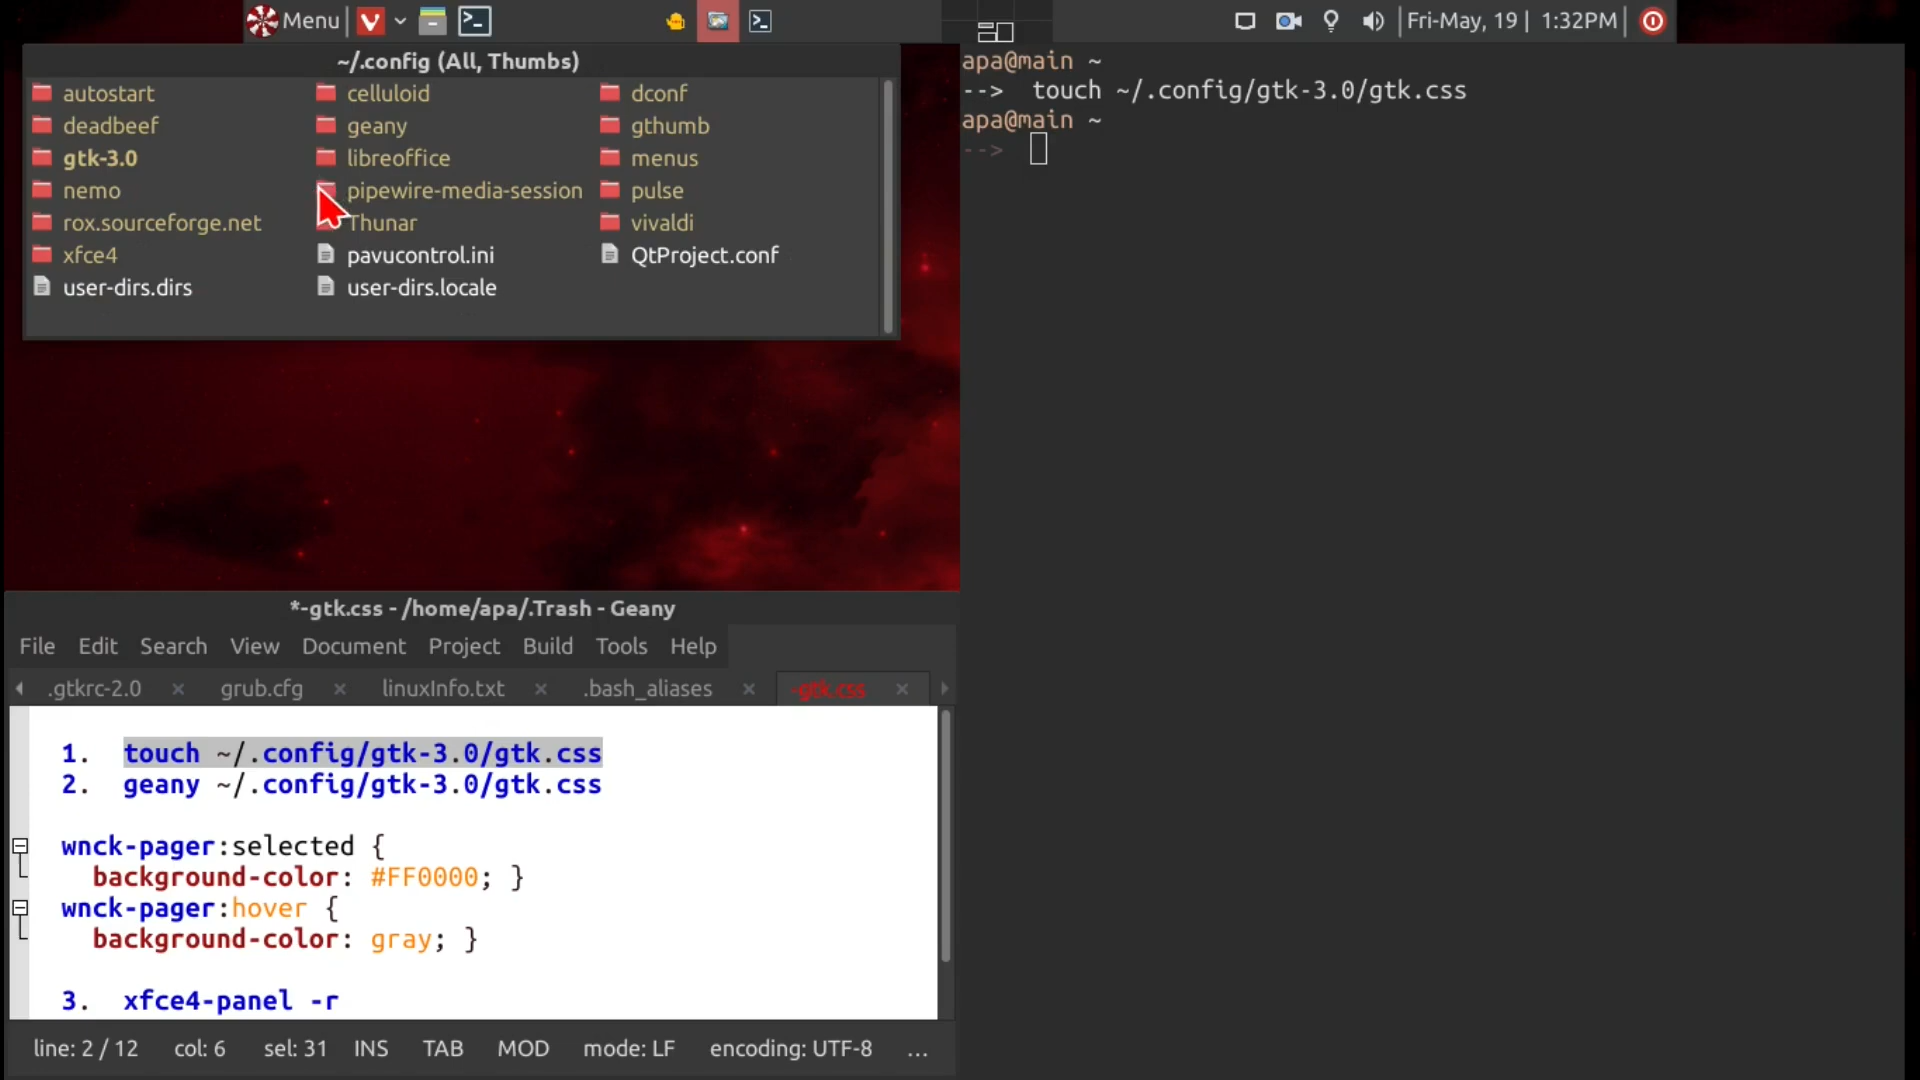 Menu
Fri-May, 19 | 1:32PM
~/.config (All, Thumbs)
autostart celluloid dconf
deadbeef geany gthumb
gtk-3.0 libreoffice menus
nemo pipewire-media-session pulse
rox.sourceforge.net Thunar vivaldi
xfce4 pavucontrol.ini QtProject.conf
user-dirs.dirs user-dirs.locale
apa@main ~
--> touch ~/.config/gtk-3.0/gtk.css
apa@main ~
-->
*-gtk.css - /home/apa/.Trash - Geany
File Edit Search View Document Project Build Tools Help
.gtkrc-2.0 × grub.cfg × linuxInfo.txt × .bash_aliases × -gtk.css ×
1. touch ~/.config/gtk-3.0/gtk.css
2. geany ~/.config/gtk-3.0/gtk.css
wnck-pager:selected {
background-color: #FF0000; }
wnck-pager:hover {
background-color: gray; }
3. xfce4-panel -r
line: 2 / 12 col: 6 sel: 31 INS TAB MOD mode: LF encoding: UTF-8 ...